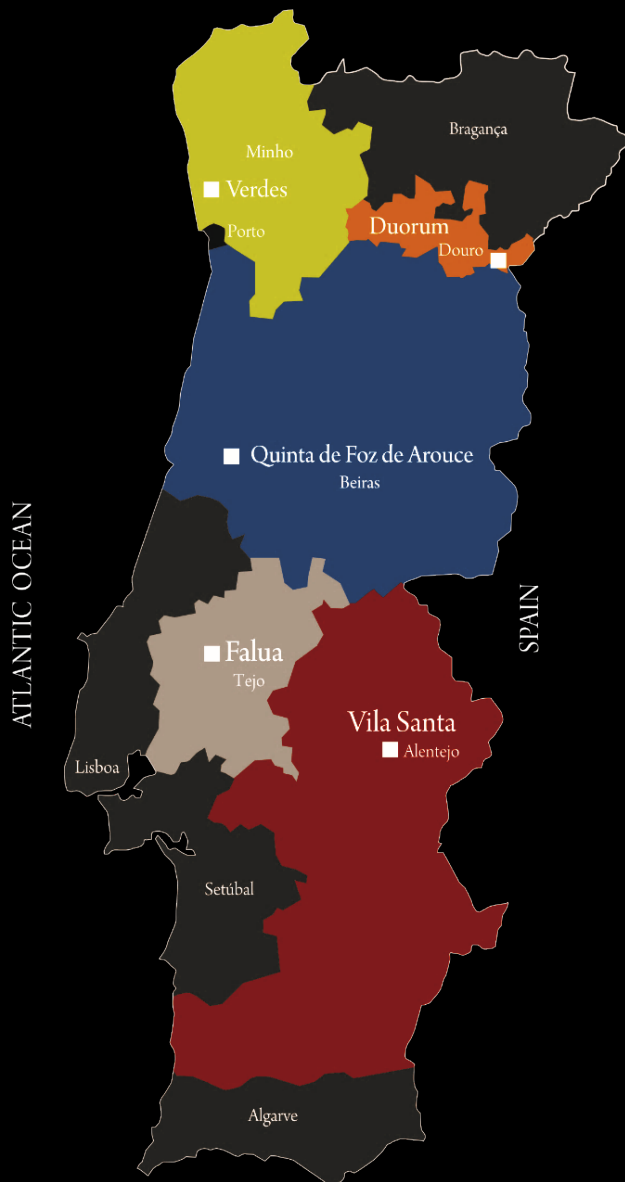 Bragança
Minho
Verdes
Porto
Duorum
Douro
Quinta de Foz de Arouce
Beiras
ATLANTIC OCEAN
SPAIN
Falua
Tejo
Vila Santa
Alentejo
Lisboa
Setúbal
Algarve